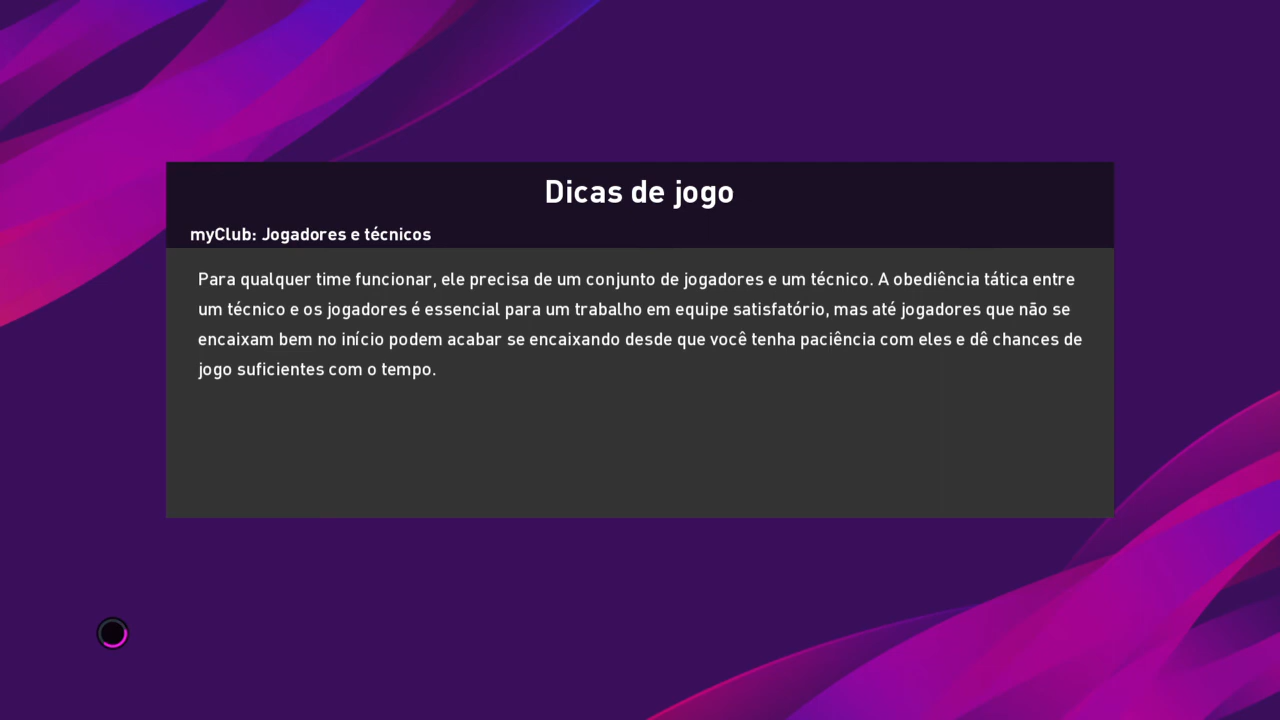 Dicas de jogo
myClub: Jogadores e técnicos
Para qualquer time funcionar, ele precisa de um conjunto de jogadores e um técnico. A obediência tática entre
um técnico e os jogadores é essencial para um trabalho em equipe satisfatório, mas até jogadores que não se
encaixam bem no início podem acabar se encaixando desde que você tenha paciência com eles e dê chances de
jogo suficientes com o tempo.